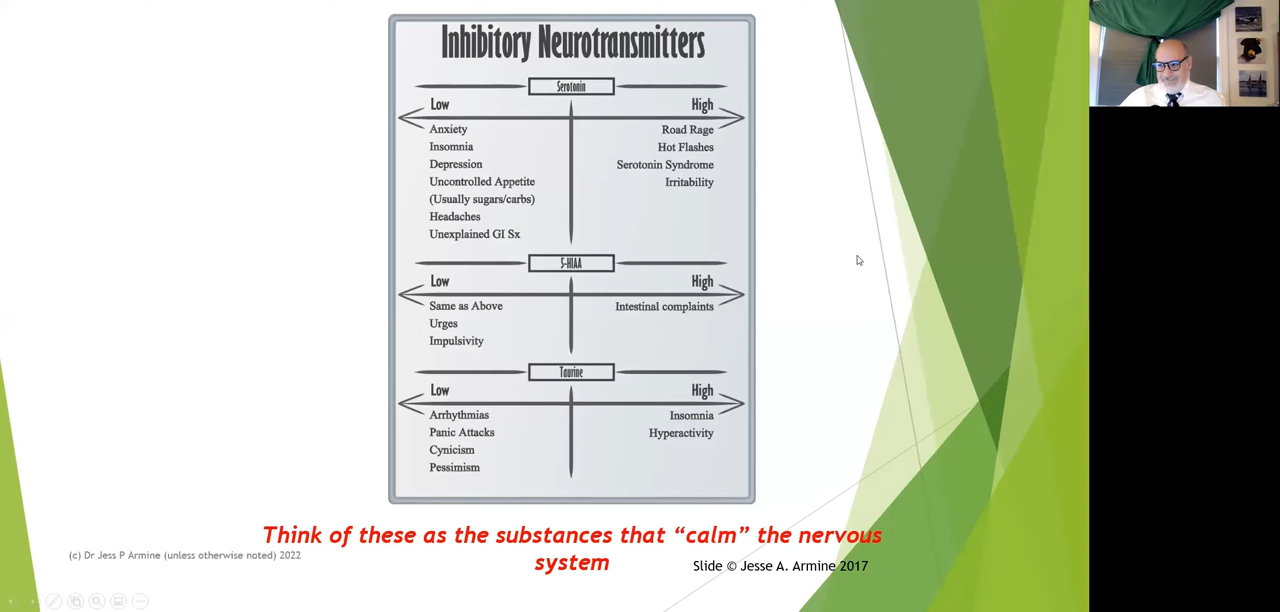 Inhibitory Neurotransmitters
Serotonin
Low
High
Anxiety
Insomnia
Depression
Uncontrolled Appetite
(Usually sugars/carbs)
Headaches
Unexplained GI Sx
Road Rage
Hot Flashes
Serotonin Syndrome
Irritability
5-HIAA
Low
High
Same as Above
Urges
Impulsivity
Intestinal complaints
Taurine
Low
High
Arrhythmias
Panic Attacks
Cynicism
Pessimism
Insomnia
Hyperactivity
Think of these as the substances that “calm” the nervous
system
(c) Dr Jess P Armine (unless otherwise noted) 2022
Slide © Jesse A. Armine 2017